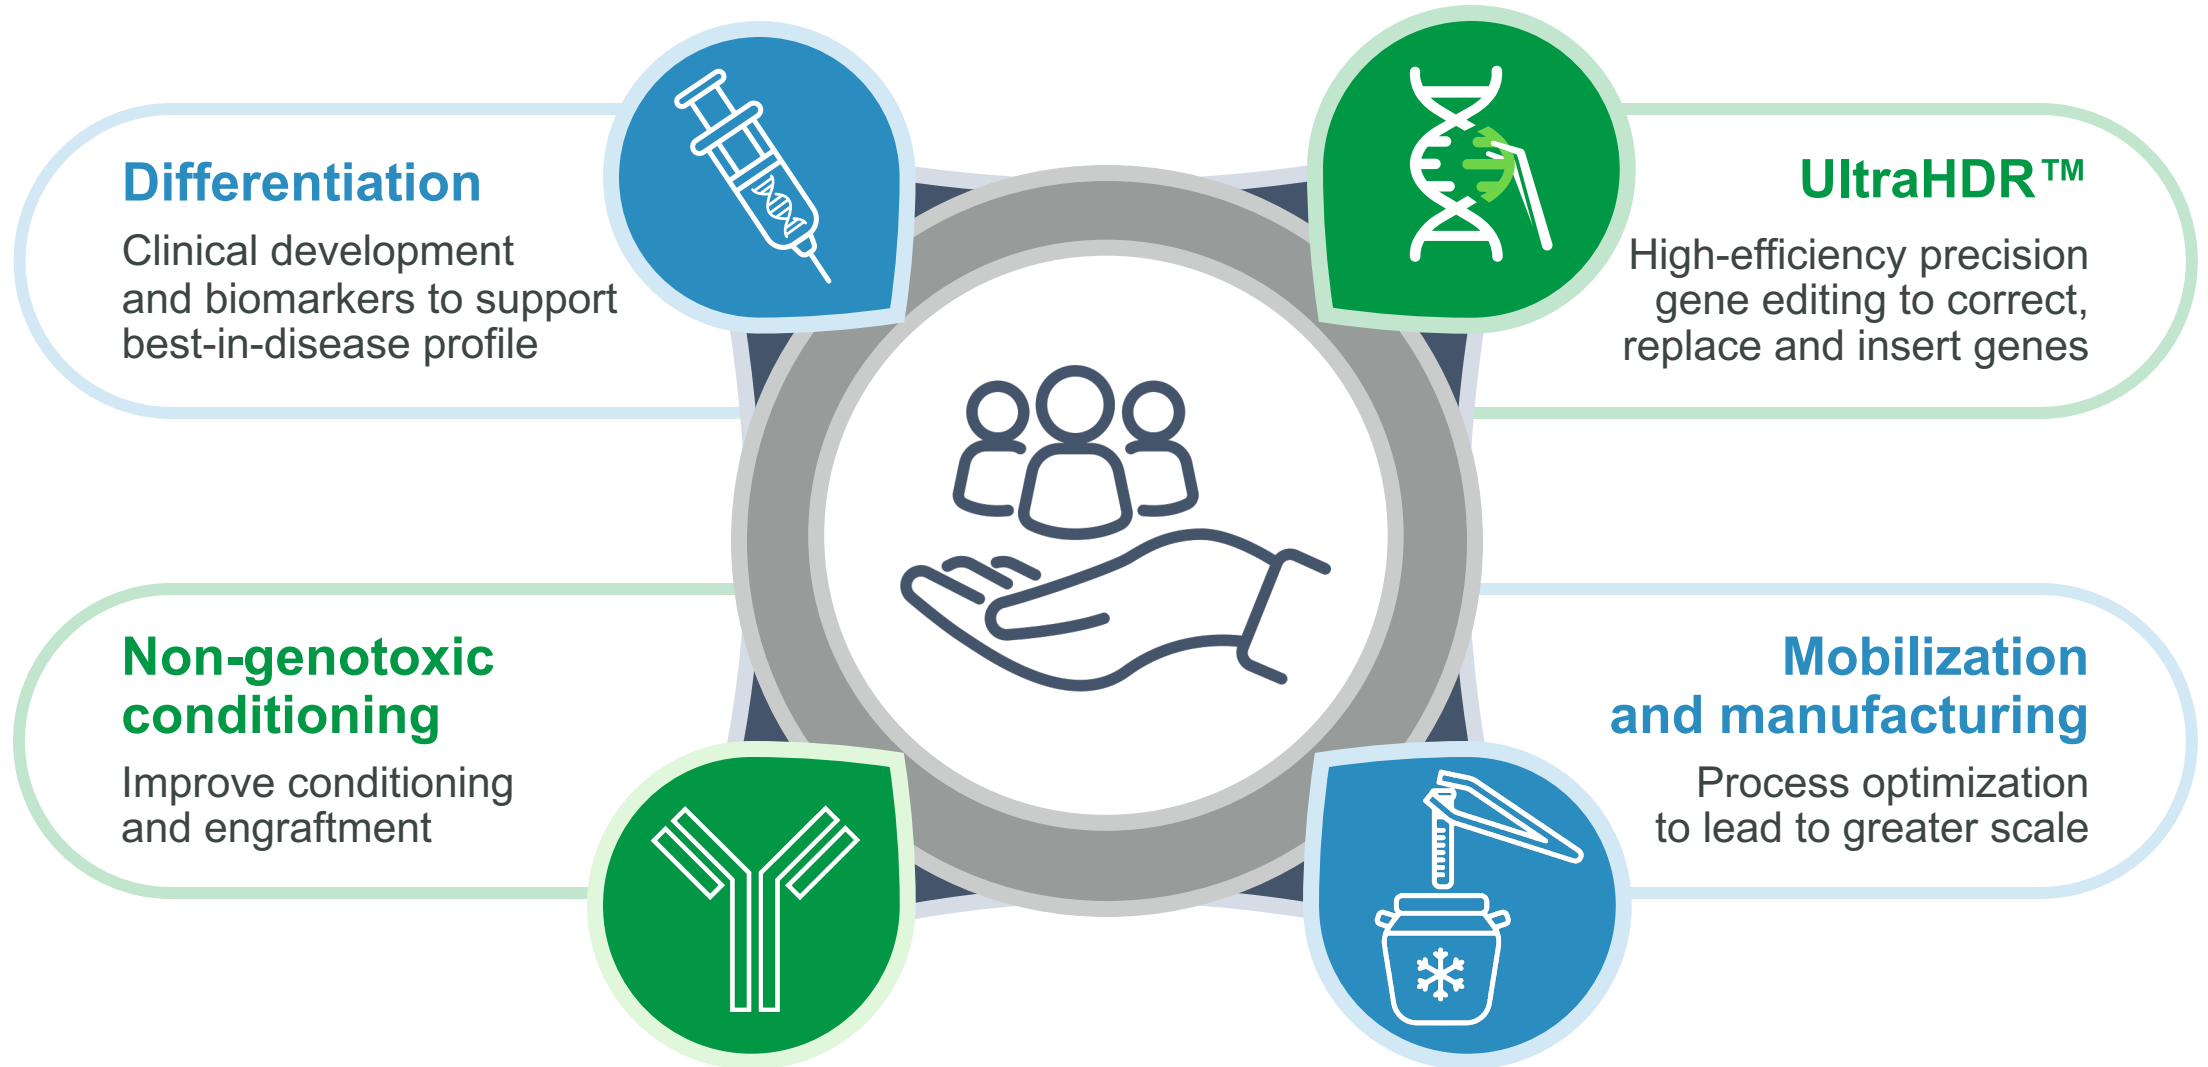 Differentiation
Clinical development
and biomarkers to support
best-in-disease profile
UltraHDR™
High-efficiency precision
gene editing to correct,
replace and insert genes
Non-genotoxic
conditioning
Improve conditioning
and engraftment
Mobilization
and manufacturing
Process optimization
to lead to greater scale